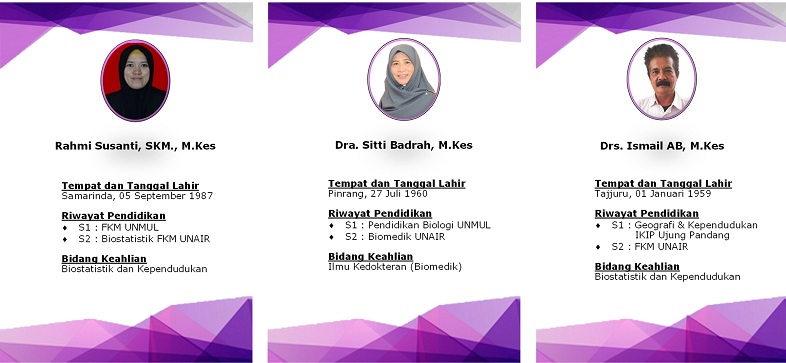 Rahmi Susanti, SKM., M.Kes
Tempat dan Tanggal Lahir
Samarinda, 05 September 1987
Riwayat Pendidikan
♦ S1 : FKM UNMUL
♦ S2 : Biostatistik FKM UNAIR
Bidang Keahlian
Biostatistik dan Kependudukan
Dra. Sitti Badrah, M.Kes
Tempat dan Tanggal Lahir
Pinrang, 27 Juli 1960
Riwayat Pendidikan
♦ S1 : Pendidikan Biologi UNMUL
♦ S2 : Biomedik UNAIR
Bidang Keahlian
Ilmu Kedokteran (Biomedik)
Drs. Ismail AB, M.Kes
Tempat dan Tanggal Lahir
Tajjuru, 01 Januari 1959
Riwayat Pendidikan
♦ S1 : Geografi & Kependudukan
IKIP Ujung Pandang
♦ S2 : FKM UNAIR
Bidang Keahlian
Biostatistik dan Kependudukan